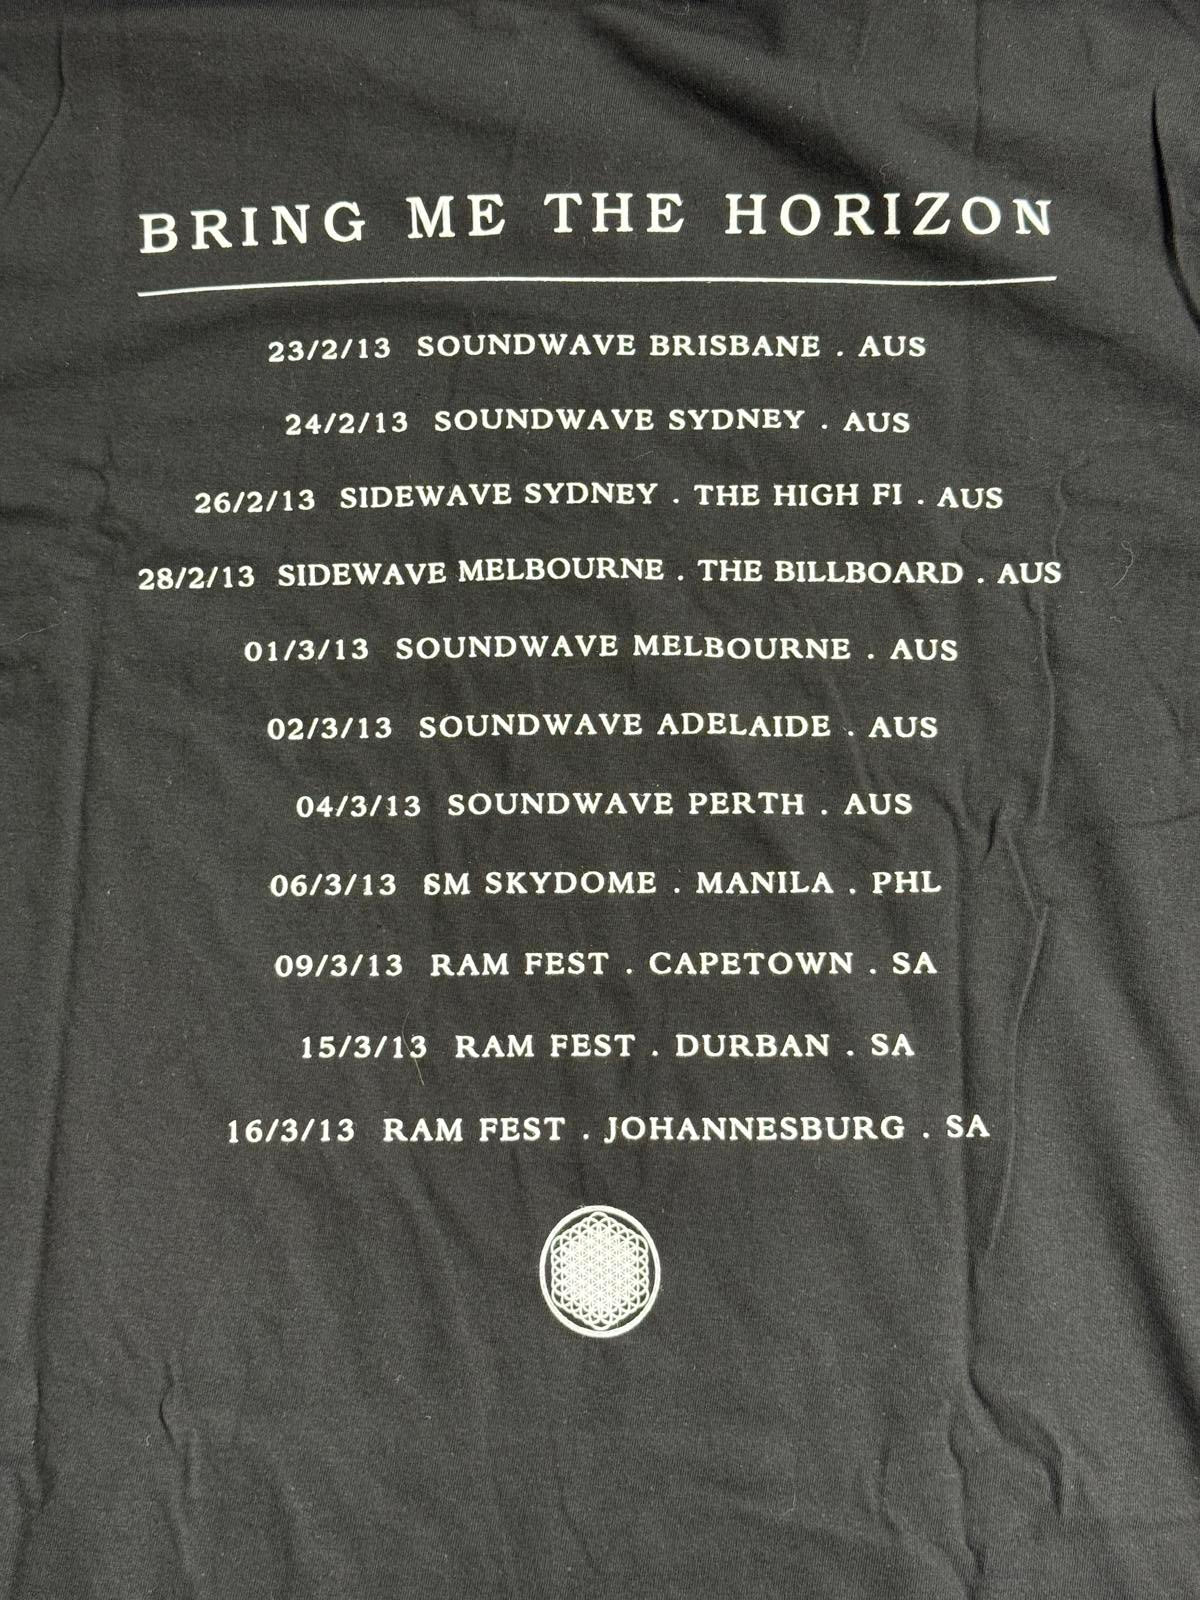 BRING ME THE HORIZON
23/2/13 SOUNDWAVE BRISBANE . AUS
24/2/13 SOUNDWAVE SYDNEY . AUS
26/2/13 SIDEWAVE SYDNEY . THE HIGH FI . AUS
28/2/13 SIDEWAVE MELBOURNE . THE BILLBOARD . AUS
01/3/13 SOUNDWAVE MELBOURNE . AUS
02/3/13 SOUNDWAVE ADELAIDE . AUS
04/3/13 SOUNDWAVE PERTH . AUS
06/3/13 SM SKYDOME . MANILA . PHL
09/3/13 RAM FEST . CAPETOWN . SA
15/3/13 RAM FEST . DURBAN . SA
16/3/13 RAM FEST . JOHANNESBURG . SA